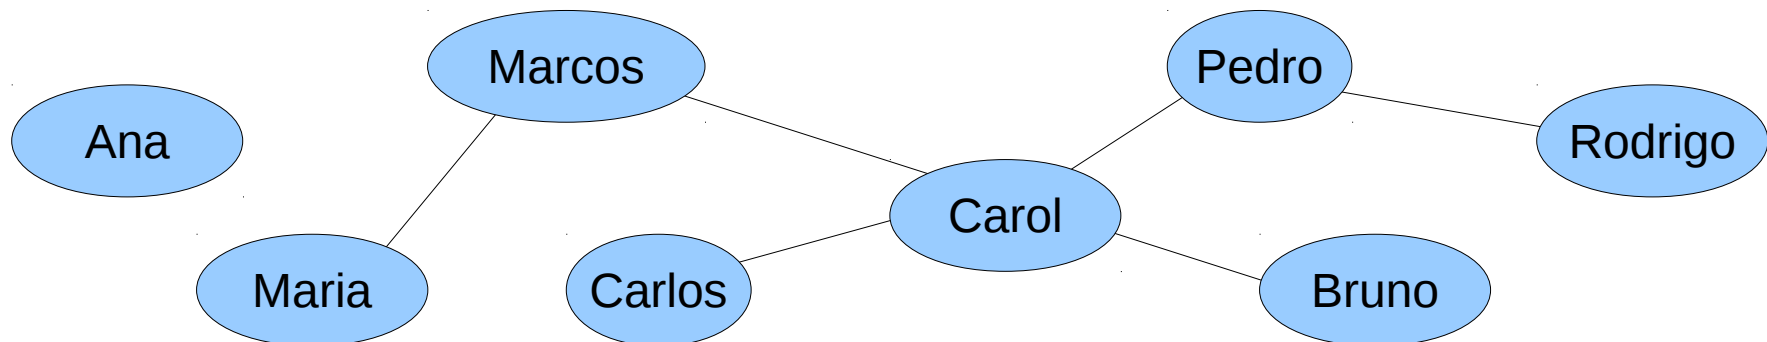 Marcos
Pedro
Ana
Rodrigo
Carol
Maria
Carlos
Bruno